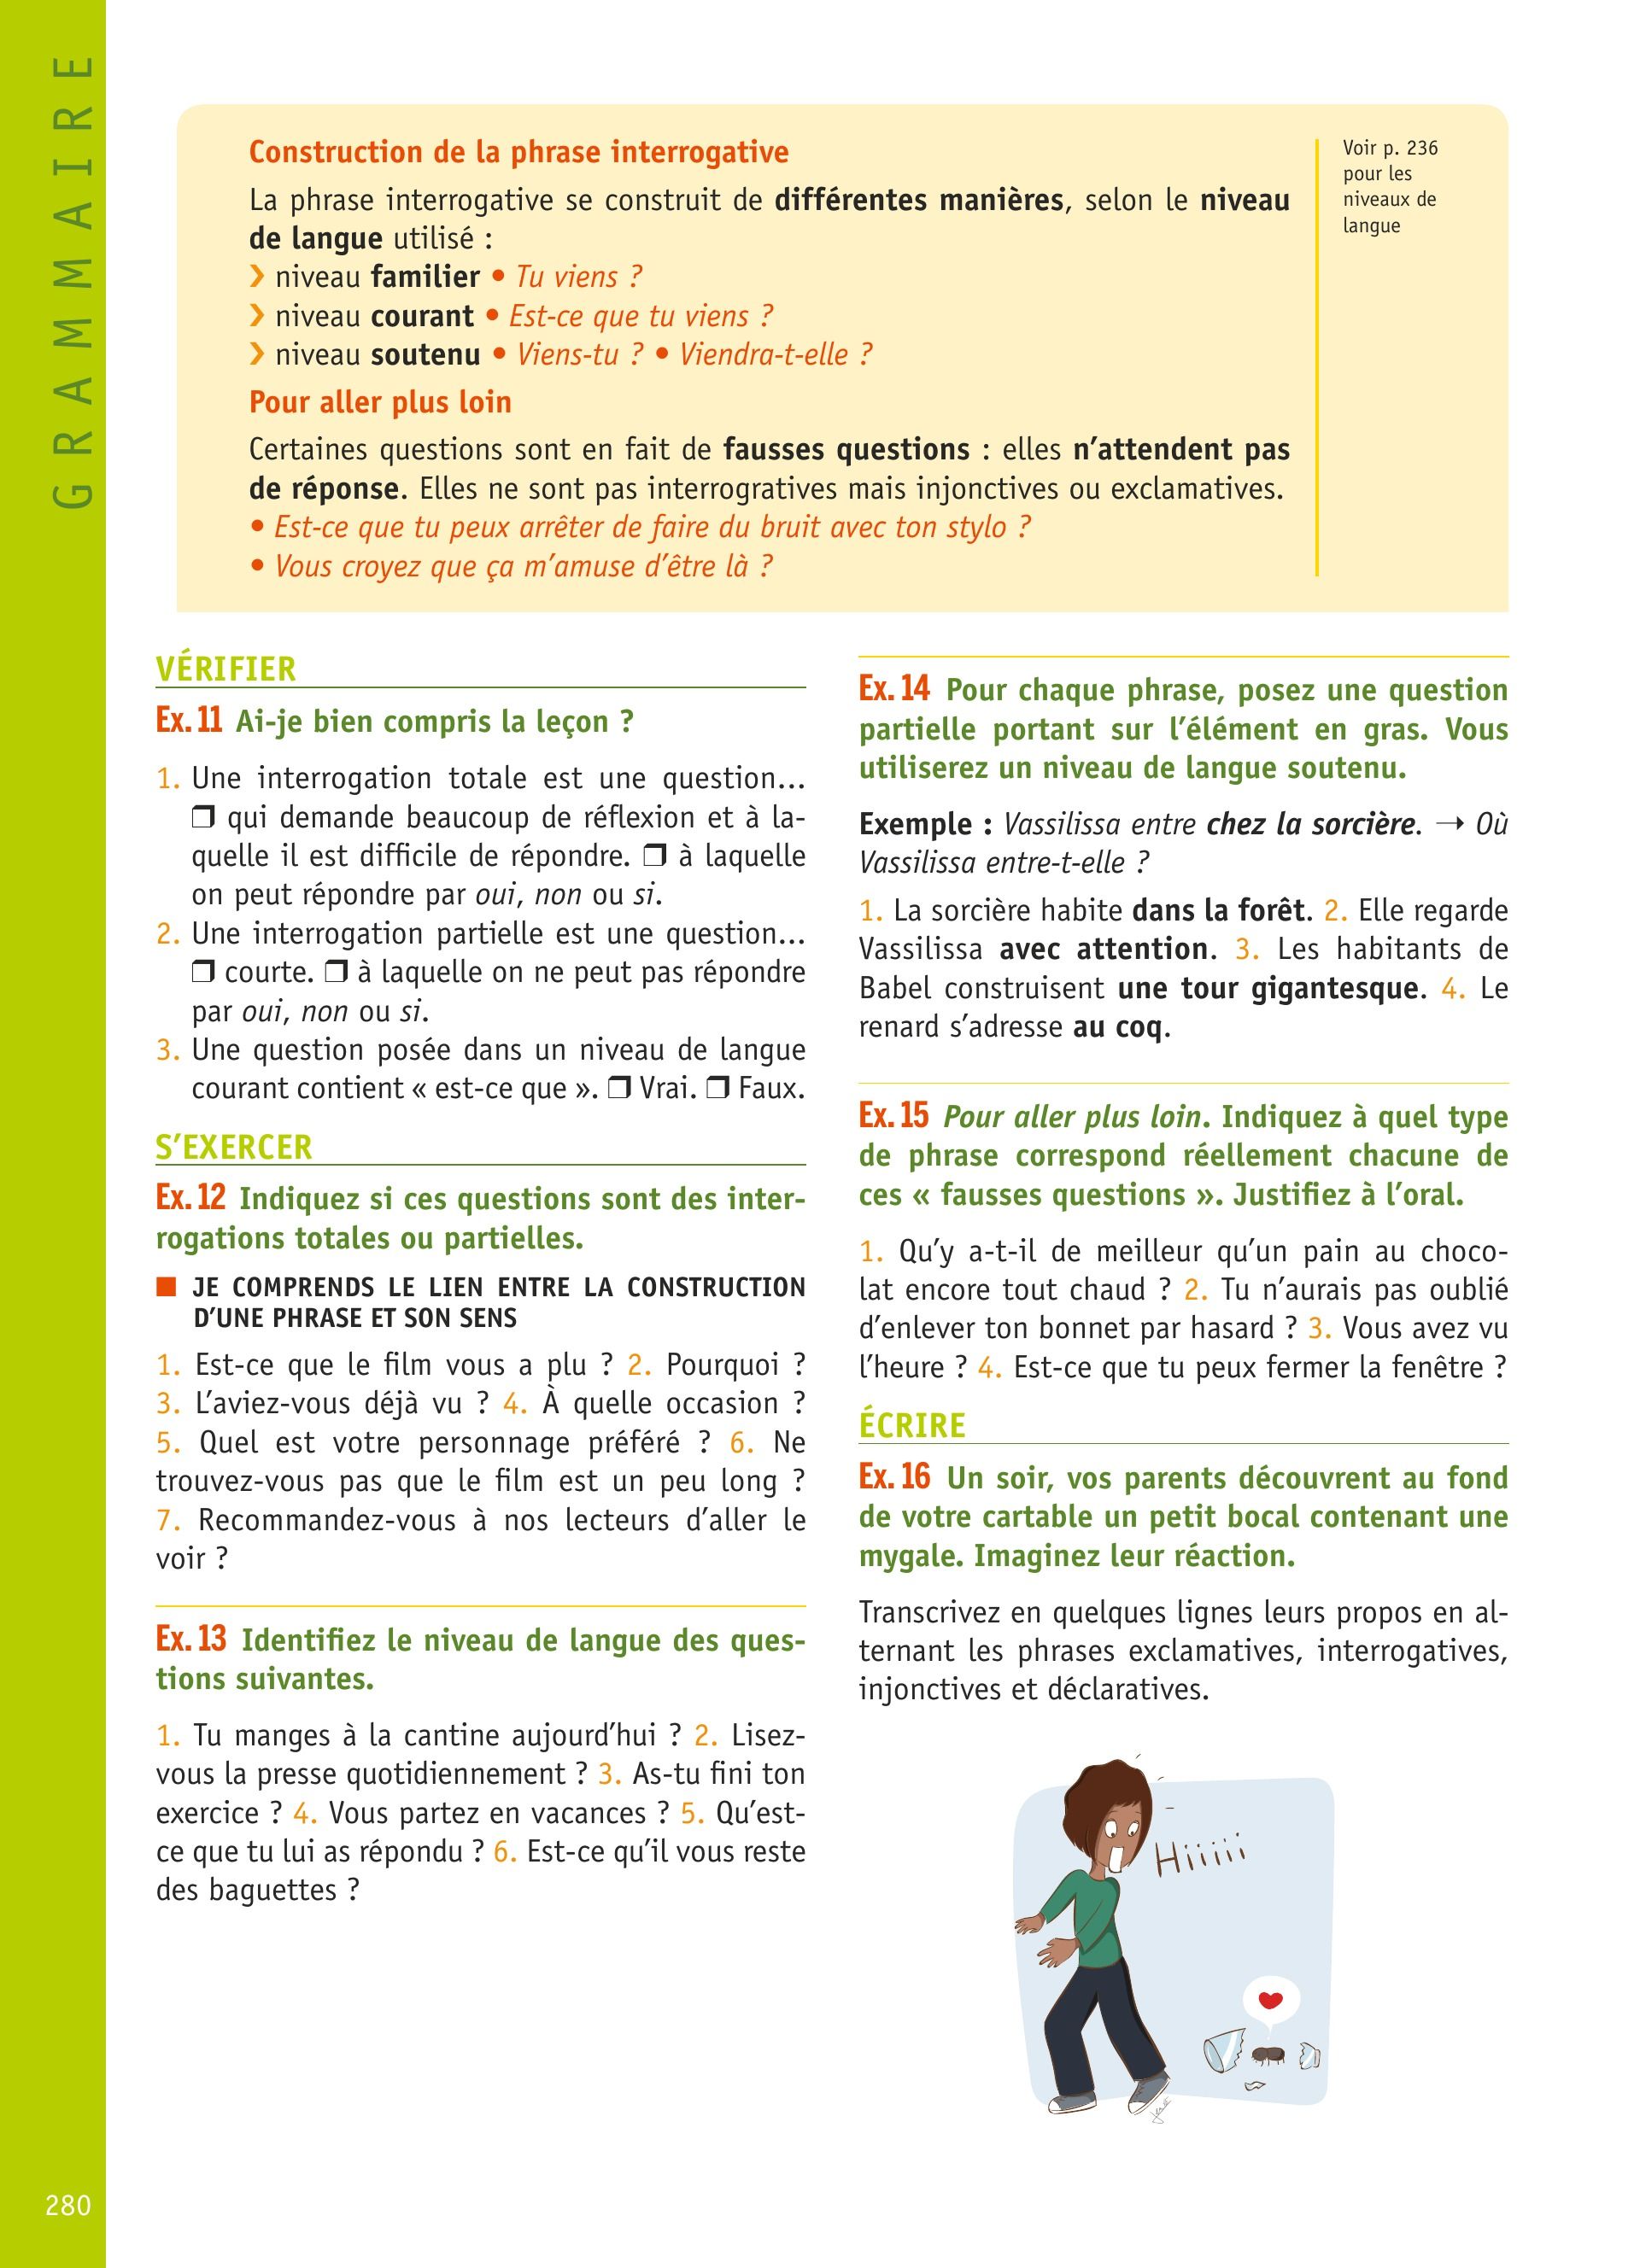 GRAMMAIRE
Construction de la phrase interrogative
La phrase interrogative se construit de différentes manières, selon le niveau
de langue utilisé :
› niveau familier • Tu viens ?
› niveau courant • Est-ce que tu viens ?
› niveau soutenu • Viens-tu ? • Viendra-t-elle ?
Pour aller plus loin
Certaines questions sont en fait de fausses questions : elles n'attendent pas
de réponse. Elles ne sont pas interrogratives mais injonctives ou exclamatives.
• Est-ce que tu peux arrêter de faire du bruit avec ton stylo ?
• Vous croyez que ça m'amuse d'être là ?
Voir p. 236
pour les
niveaux de
langue
VÉRIFIER
Ex. 11 Ai-je bien compris la leçon ?
1. Une interrogation totale est une question...
❒ qui demande beaucoup de réflexion et à la-
quelle il est difficile de répondre. ❒ à laquelle
on peut répondre par oui, non ou si.
2. Une interrogation partielle est une question...
❒ courte. ❒ à laquelle on ne peut pas répondre
par oui, non ou si.
3. Une question posée dans un niveau de langue
courant contient « est-ce que ». ❒ Vrai. ❒ Faux.
S'EXERCER
Ex. 12 Indiquez si ces questions sont des inter-
rogations totales ou partielles.
■ JE COMPRENDS LE LIEN ENTRE LA CONSTRUCTION
D'UNE PHRASE ET SON SENS
1. Est-ce que le film vous a plu ? 2. Pourquoi ?
3. L'aviez-vous déjà vu ? 4. À quelle occasion ?
5. Quel est votre personnage préféré ? 6. Ne
trouvez-vous pas que le film est un peu long ?
7. Recommandez-vous à nos lecteurs d'aller le
voir ?
Ex. 13 Identifiez le niveau de langue des ques-
tions suivantes.
1. Tu manges à la cantine aujourd'hui ? 2. Lisez-
vous la presse quotidiennement ? 3. As-tu fini ton
exercice ? 4. Vous partez en vacances ? 5. Qu'est-
ce que tu lui as répondu ? 6. Est-ce qu'il vous reste
des baguettes ?
Ex. 14 Pour chaque phrase, posez une question
partielle portant sur l'élément en gras. Vous
utiliserez un niveau de langue soutenu.
Exemple : Vassilissa entre chez la sorcière. → Où
Vassilissa entre-t-elle ?
1. La sorcière habite dans la forêt. 2. Elle regarde
Vassilissa avec attention. 3. Les habitants de
Babel construisent une tour gigantesque. 4. Le
renard s'adresse au coq.
Ex. 15 Pour aller plus loin. Indiquez à quel type
de phrase correspond réellement chacune de
ces « fausses questions ». Justifiez à l'oral.
1. Qu'y a-t-il de meilleur qu'un pain au choco-
lat encore tout chaud ? 2. Tu n'aurais pas oublié
d'enlever ton bonnet par hasard ? 3. Vous avez vu
l'heure ? 4. Est-ce que tu peux fermer la fenêtre ?
ÉCRIRE
Ex. 16 Un soir, vos parents découvrent au fond
de votre cartable un petit bocal contenant une
mygale. Imaginez leur réaction.
Transcrivez en quelques lignes leurs propos en al-
ternant les phrases exclamatives, interrogatives,
injonctives et déclaratives.
Hiiiii
280